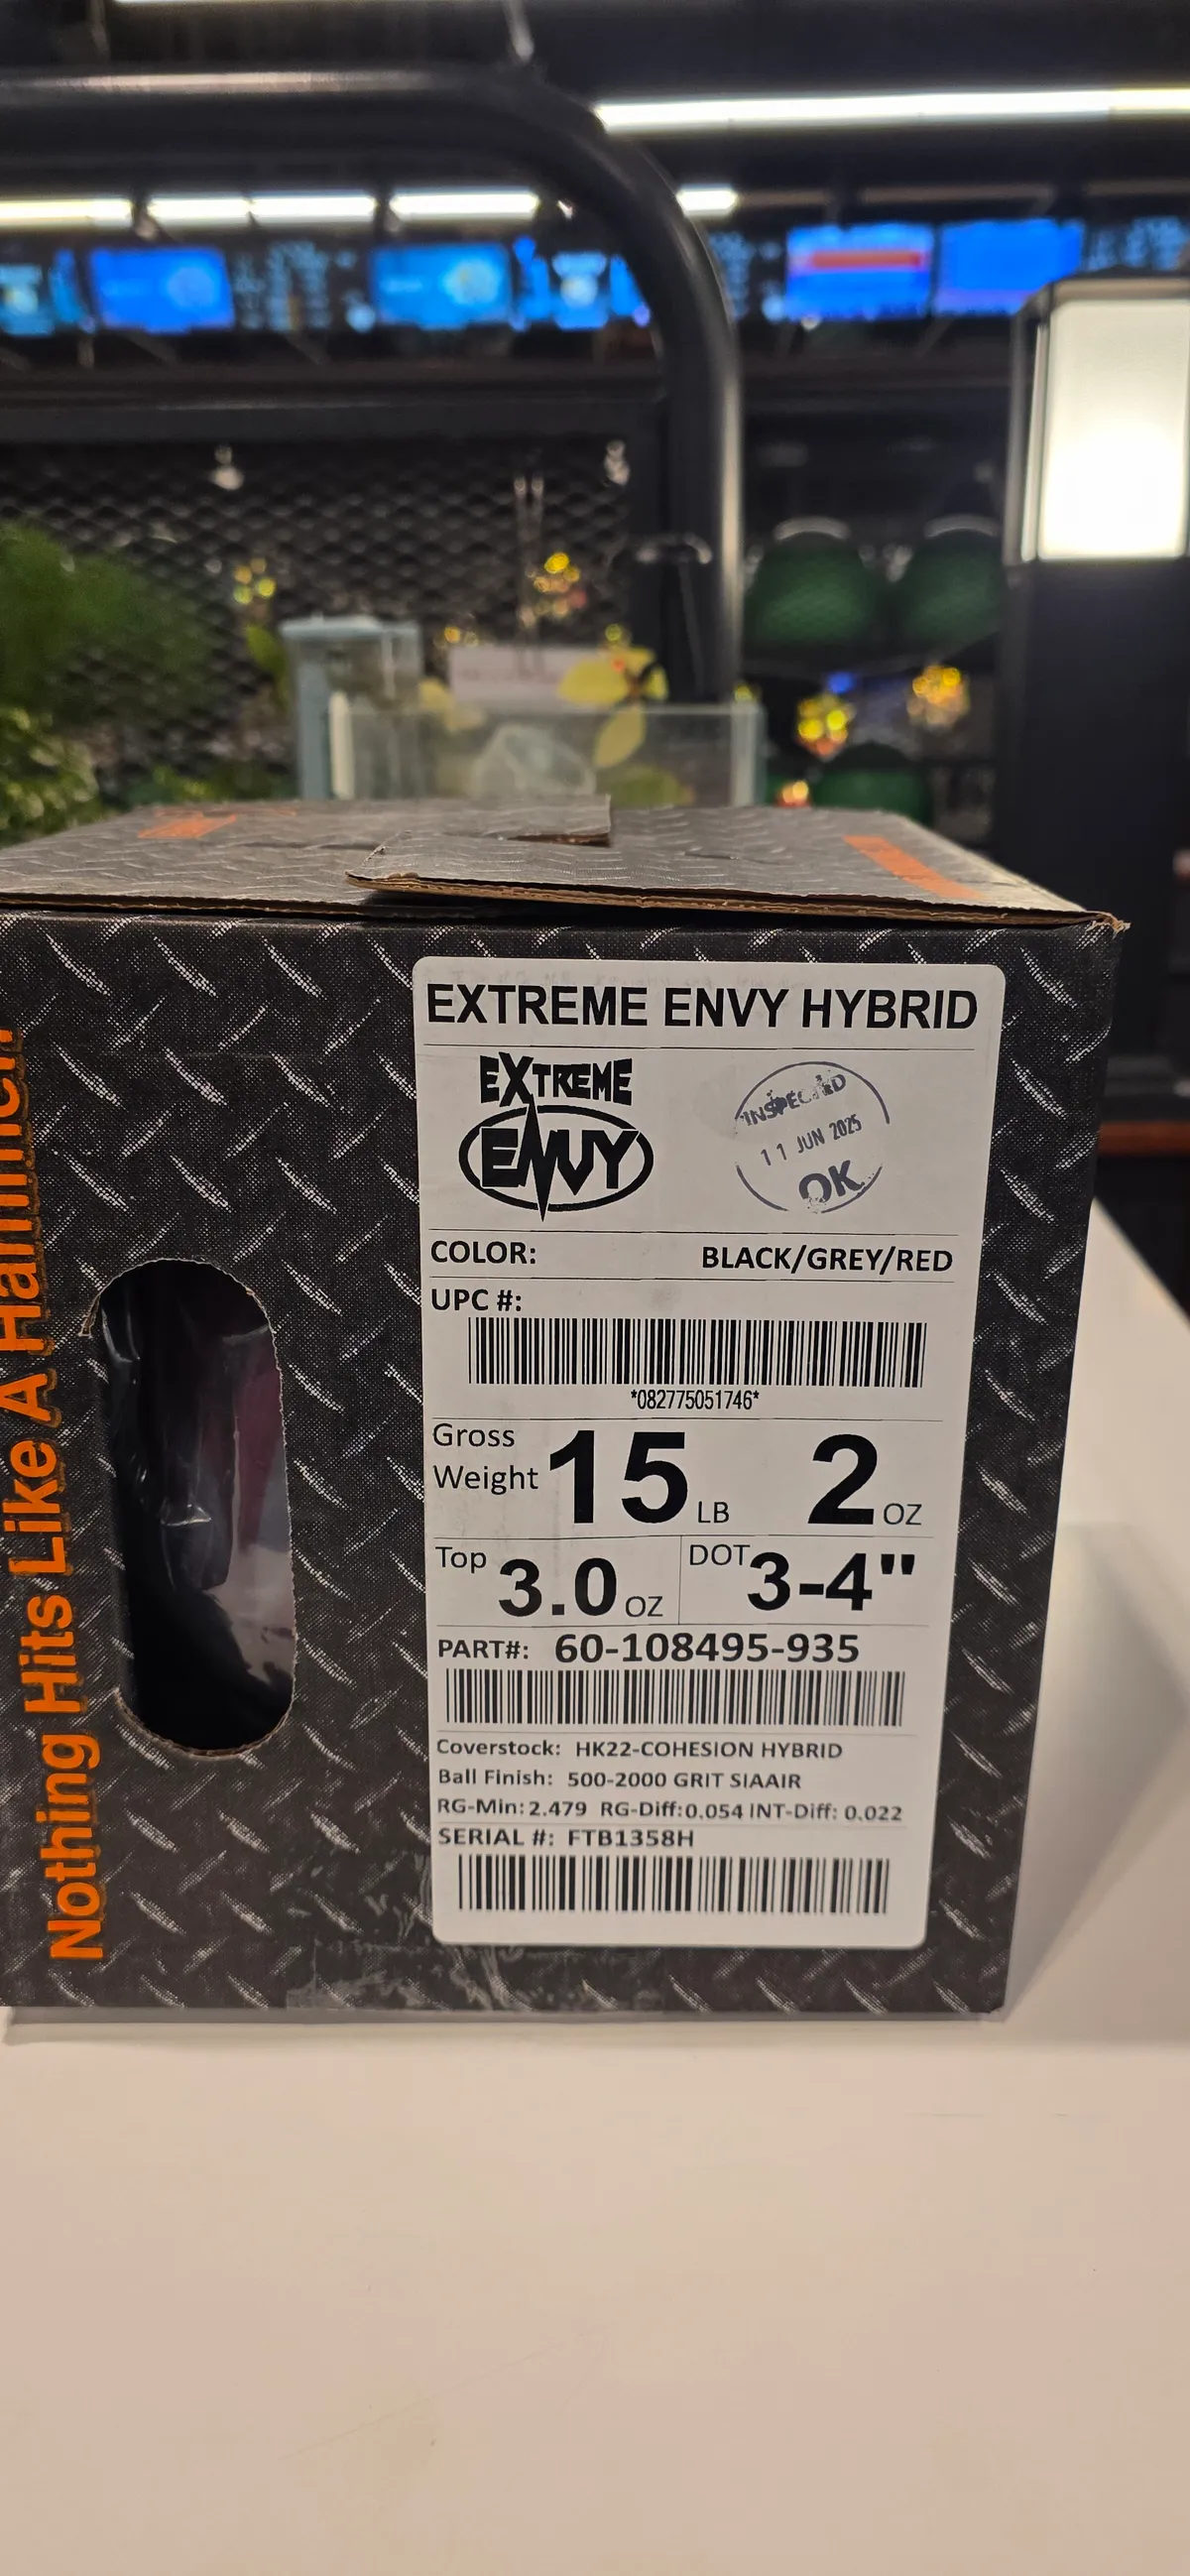 Nothing Hits Like A Hammer.
EXTREME ENVY HYBRID
EXTREME
ENVY
INSPECTED
11 JUN 2025
OK
COLOR: BLACK/GREY/RED
UPC #:
*082775051746*
Gross Weight 15 LB 2 OZ
Top 3.0 OZ DOT 3-4"
PART#: 60-108495-935
Coverstock: HK22-COHESION HYBRID
Ball Finish: 500-2000 GRIT SIAAIR
RG-Min: 2.479 RG-Diff: 0.054 INT-Diff: 0.022
SERIAL #: FTB1358H